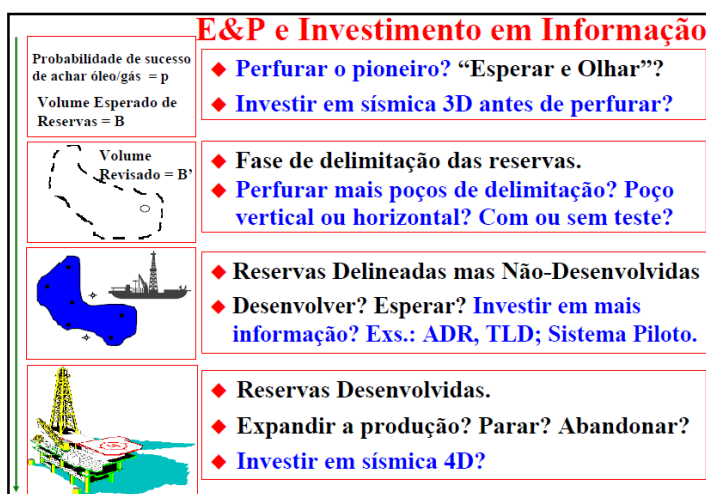 E&P e Investimento em Informação
Probabilidade de sucesso
de achar óleo/gás = p
Volume Esperado de
Reservas = B
Perfurar o pioneiro? “Esperar e Olhar”?
Investir em sísmica 3D antes de perfurar?
Volume
Revisado = B’
Fase de delimitação das reservas.
Perfurar mais poços de delimitação? Poço
vertical ou horizontal? Com ou sem teste?
Reservas Delineadas mas Não-Desenvolvidas
Desenvolver? Esperar? Investir em mais
informação? Exs.: ADR, TLD; Sistema Piloto.
Reservas Desenvolvidas.
Expandir a produção? Parar? Abandonar?
Investir em sísmica 4D?